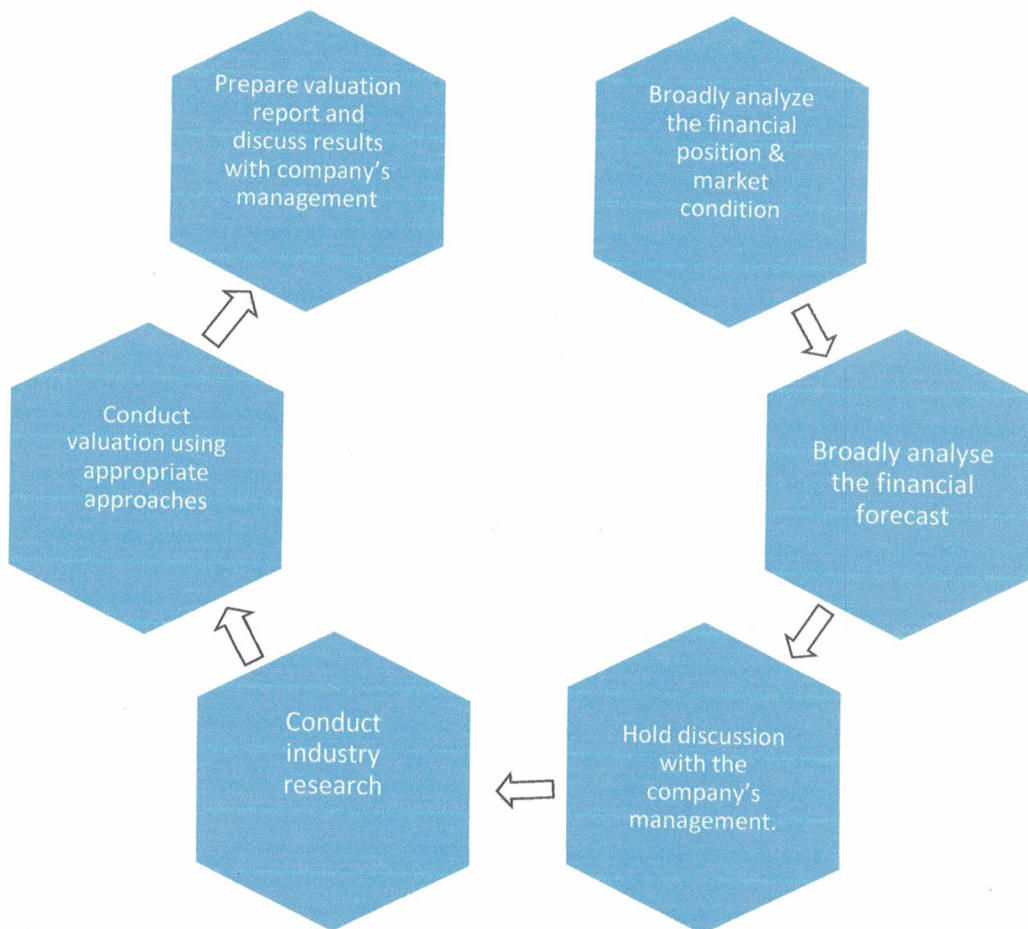 Broadly analyze
the financial
position &
market
condition
Broadly analyse
the financial
forecast
Hold discussion
with the
company's
management.
Conduct
industry
research
Conduct
valuation using
appropriate
approaches
Prepare valuation
report and
discuss results
with company's
management